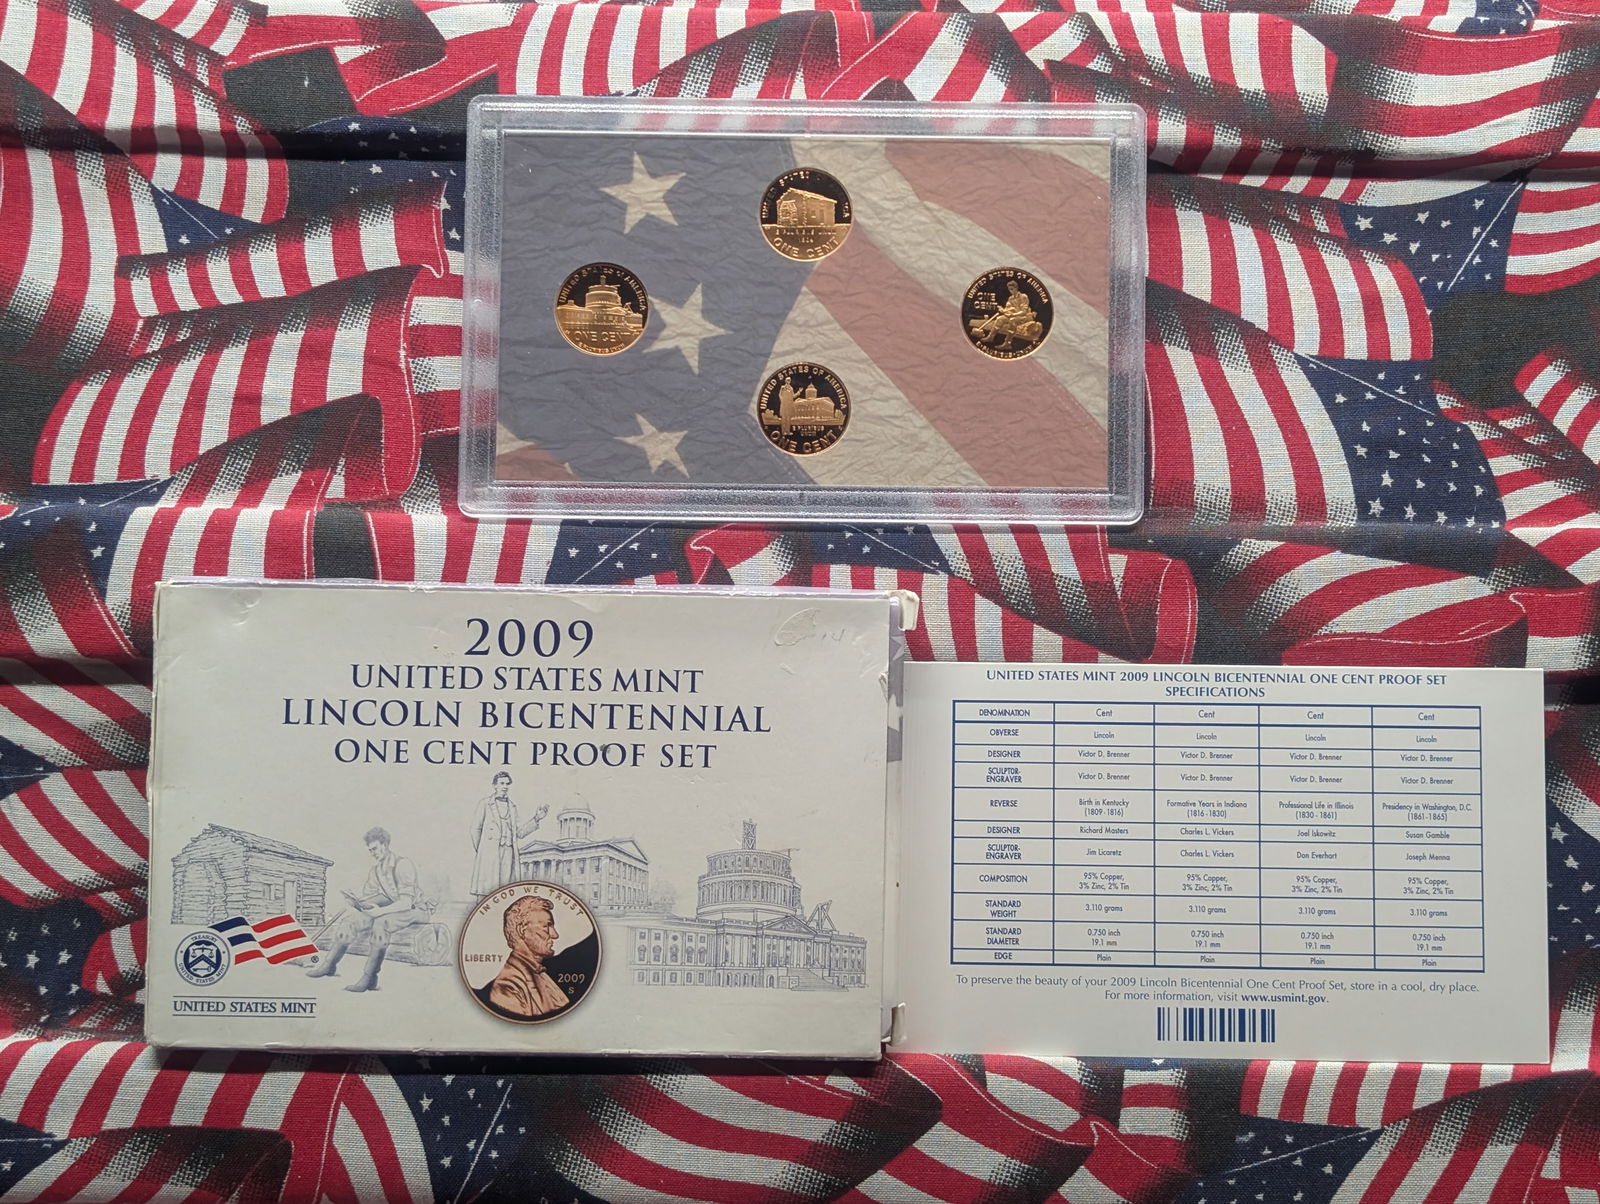 UNITED STATES
E PLURIBUS UNUM
ONE CENT
UNITED STATES OF AMERICA
ONE CENT
UNITED STATES OF AMERICA
ONE
CENT
UNITED STATES OF AMERICA
E PLURIBUS
UNUM
ONE CENT
2009
UNITED STATES MINT
LINCOLN BICENTENNIAL
ONE CENT PROOF SET
IN GOD WE TRUST
LIBERTY
2009
S
UNITED STATES MINT
UNITED STATES MINT 2009 LINCOLN BICENTENNIAL ONE CENT PROOF SET
SPECIFICATIONS
DENOMINATION Cent Cent Cent Cent
OBVERSE Lincoln Lincoln Lincoln Lincoln
DESIGNER Victor D. Brenner Victor D. Brenner Victor D. Brenner Victor D. Brenner
SCULPTOR-
ENGRAVER Victor D. Brenner Victor D. Brenner Victor D. Brenner Victor D. Brenner
REVERSE Birth in Kentucky Formative Years in Indiana Professional Life in Illinois Presidency in Washington, D.C.
(1809-1816) (1816-1830) (1830-1861) (1861-1865)
DESIGNER Richard Masters Charles L. Vickers Joel Iskowitz Susan Gamble
SCULPTOR-
ENGRAVER Jim Licaretz Charles L. Vickers Don Everhart Joseph Menna
COMPOSITION 95% Copper, 95% Copper, 95% Copper, 95% Copper,
3% Zinc, 2% Tin 3% Zinc, 2% Tin 3% Zinc, 2% Tin 3% Zinc, 2% Tin
STANDARD
WEIGHT 3.110 grams 3.110 grams 3.110 grams 3.110 grams
STANDARD 0.750 inch 0.750 inch 0.750 inch 0.750 inch
DIAMETER 19.1 mm 19.1 mm 19.1 mm 19.1 mm
EDGE Plain Plain Plain Plain
To preserve the beauty of your 2009 Lincoln Bicentennial One Cent Proof Set, store in a cool, dry place.
For more information, visit www.usmint.gov.